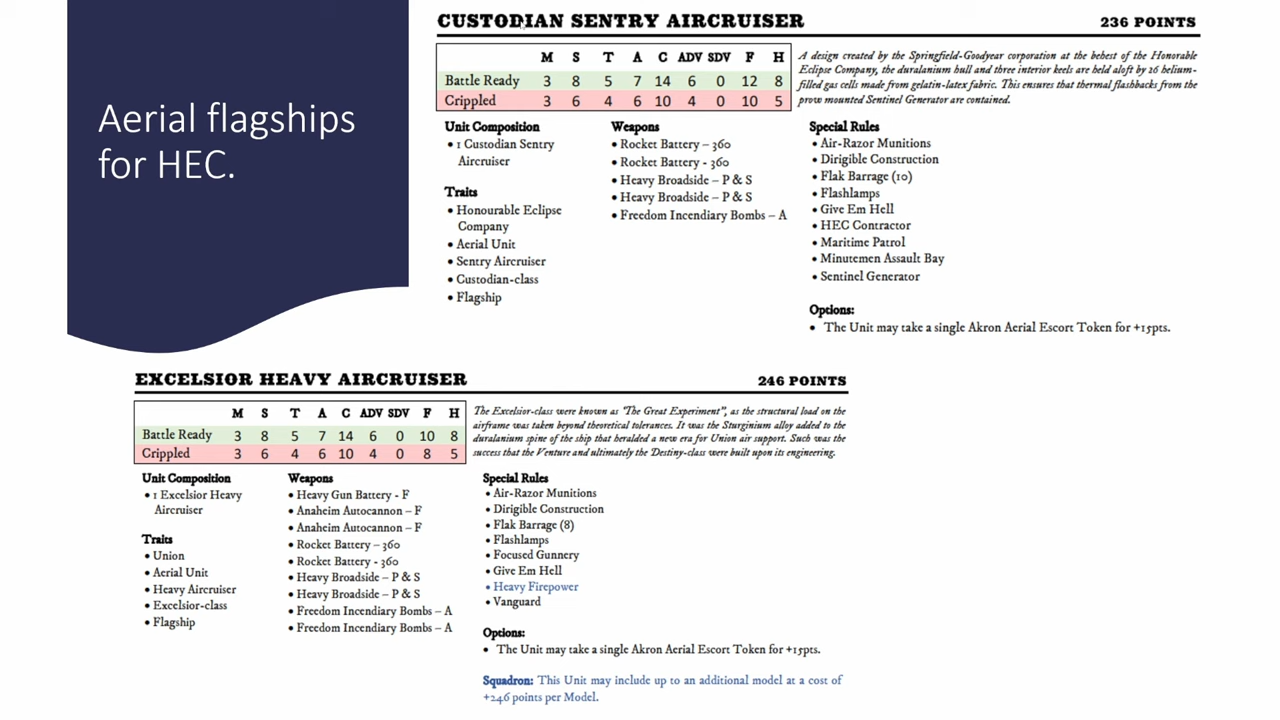 Aerial flagships
for HEC.
CUSTODIAN SENTRY AIRCRUISER 236 POINTS
M S T A C ADV SDV F H
Battle Ready 3 8 5 7 14 6 0 12 8
Crippled 3 6 4 6 10 4 0 10 5
A design created by the Springfield-Goodyear corporation at the behest of the Honorable
Eclipse Company, the duralanium hull and three interior keels are held aloft by 16 helium-
filled gas cells made from gelatin-latex fabric. This ensures that thermal flashbacks from the
prow mounted Sentinel Generator are contained.
Unit Composition
• 1 Custodian Sentry
Aircruiser
Traits
• Honourable Eclipse
Company
• Aerial Unit
• Sentry Aircruiser
• Custodian-class
• Flagship
Weapons
• Rocket Battery – 360
• Rocket Battery - 360
• Heavy Broadside – P & S
• Heavy Broadside – P & S
• Freedom Incendiary Bombs – A
Special Rules
• Air-Razor Munitions
• Dirigible Construction
• Flak Barrage (10)
• Flashlamps
• Give Em Hell
• HEC Contractor
• Maritime Patrol
• Minutemen Assault Bay
• Sentinel Generator
Options:
• The Unit may take a single Akron Aerial Escort Token for +15pts.
EXCELSIOR HEAVY AIRCRUISER 246 POINTS
M S T A C ADV SDV F H
Battle Ready 3 8 5 7 14 6 0 10 8
Crippled 3 6 4 6 10 4 0 8 5
The Excelsior-class were known as "The Great Experiment", as the structural load on the
airframe was taken beyond theoretical tolerances. It was the Sturginium alloy added to the
duralanium spine of the ship that heralded a new era for Union air support. Such was the
success that the Venture and ultimately the Destiny-class were built upon its engineering.
Unit Composition
• 1 Excelsior Heavy
Aircruiser
Traits
• Union
• Aerial Unit
• Heavy Aircruiser
• Excelsior-class
• Flagship
Weapons
• Heavy Gun Battery - F
• Anaheim Autocannon – F
• Anaheim Autocannon – F
• Rocket Battery – 360
• Rocket Battery - 360
• Heavy Broadside – P & S
• Heavy Broadside – P & S
• Freedom Incendiary Bombs – A
• Freedom Incendiary Bombs – A
Special Rules
• Air-Razor Munitions
• Dirigible Construction
• Flak Barrage (8)
• Flashlamps
• Focused Gunnery
• Give Em Hell
• Heavy Firepower
• Vanguard
Options:
• The Unit may take a single Akron Aerial Escort Token for +15pts.
Squadron: This Unit may include up to an additional model at a cost of
+246 points per Model.